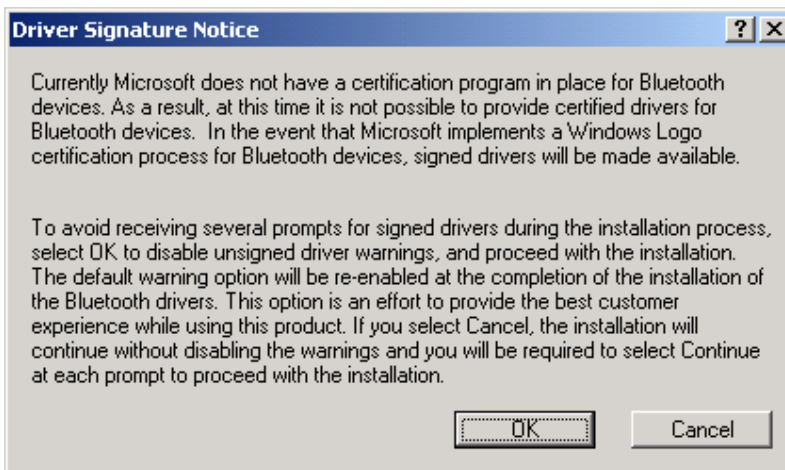 Driver Signature Notice
Currently Microsoft does not have a certification program in place for Bluetooth
devices. As a result, at this time it is not possible to provide certified drivers for
Bluetooth devices.  In the event that Microsoft implements a Windows Logo
certification process for Bluetooth devices, signed drivers will be made available.
To avoid receiving several prompts for signed drivers during the installation process,
select OK to disable unsigned driver warnings, and proceed with the installation.
The default warning option will be re-enabled at the completion of the installation of
the Bluetooth drivers. This option is an effort to provide the best customer
experience while using this product. If you select Cancel, the installation will
continue without disabling the warnings and you will be required to select Continue
at each prompt to proceed with the installation.
OK Cancel